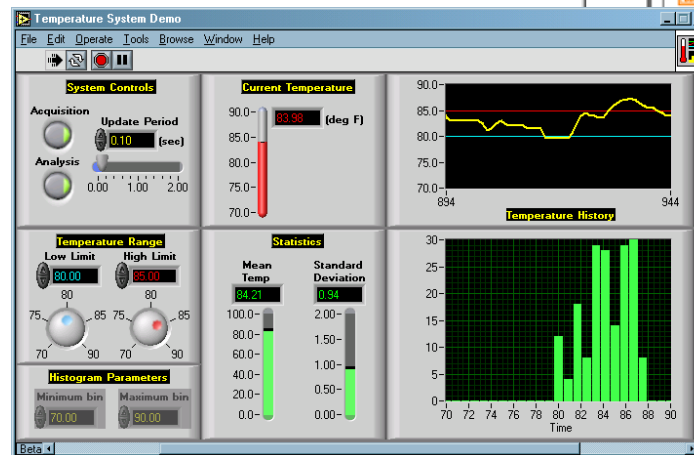 Temperature System Demo
File Edit Operate Tools Browse Window Help
System Controls
Acquisition
Update Period
0.10 (sec)
Analysis
0.00 1.00 2.00
Current Temperature
90.0
83.98 (deg F)
85.0
80.0
75.0
70.0
90.0
85.0
80.0
75.0
70.0
894 944
Temperature History
Temperature Range
Low Limit High Limit
80.00 85.00
80 80
75 85 75 85
70 90 70 90
Histogram Parameters
Minimum bin Maximum bin
70.00 90.00
Statistics
Mean Temp
Standard Deviation
84.21 0.94
100.0 2.00
80.0 1.50
60.0 1.00
40.0 0.50
20.0 0.00
0.0
30
25
20
15
10
5
0
70 72 74 76 78 80 82 84 86 88 90
Time
Beta